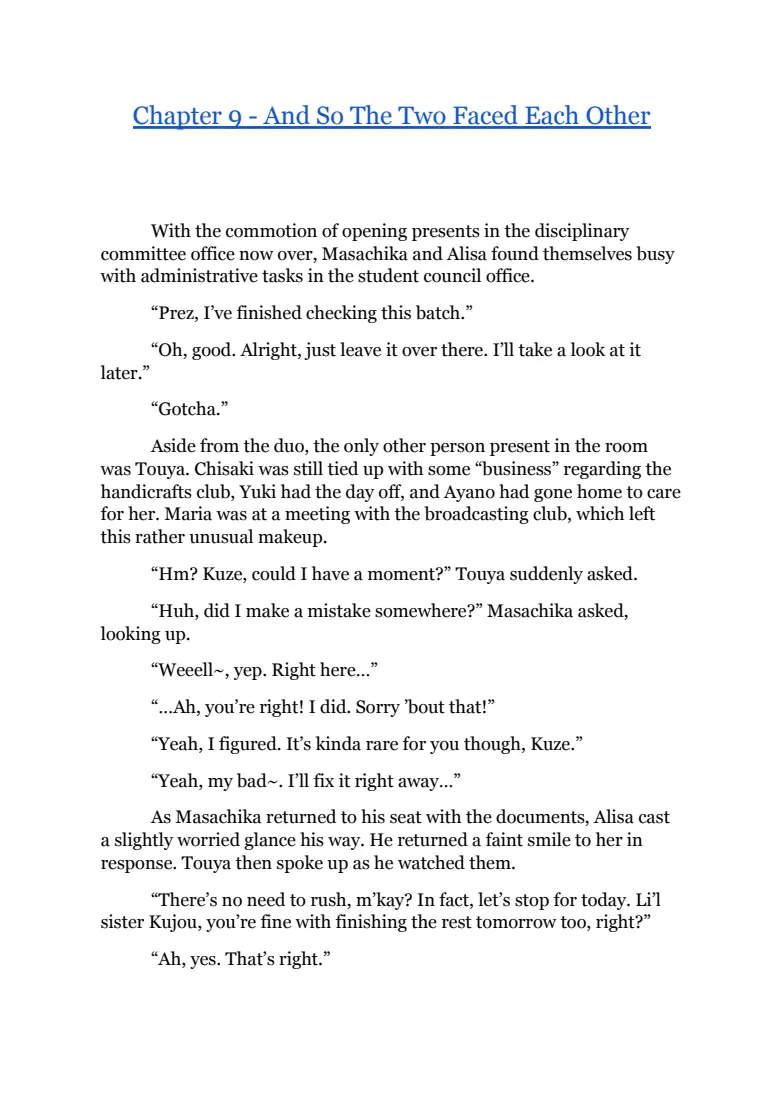 Chapter 9 - And So The Two Faced Each Other
With the commotion of opening presents in the disciplinary
committee office now over, Masachika and Alisa found themselves busy
with administrative tasks in the student council office.
“Prez, I’ve finished checking this batch.”
“Oh, good. Alright, just leave it over there. I’ll take a look at it
later.”
“Gotcha.”
Aside from the duo, the only other person present in the room
was Touya. Chisaki was still tied up with some “business” regarding the
handicrafts club, Yuki had the day off, and Ayano had gone home to care
for her. Maria was at a meeting with the broadcasting club, which left
this rather unusual makeup.
“Hm? Kuze, could I have a moment?” Touya suddenly asked.
“Huh, did I make a mistake somewhere?” Masachika asked,
looking up.
“Weeell~, yep. Right here...”
“...Ah, you’re right! I did. Sorry ’bout that!”
“Yeah, I figured. It’s kinda rare for you though, Kuze.”
“Yeah, my bad~. I’ll fix it right away...”
As Masachika returned to his seat with the documents, Alisa cast
a slightly worried glance his way. He returned a faint smile to her in
response. Touya then spoke up as he watched them.
“There’s no need to rush, m’kay? In fact, let’s stop for today. Li’l
sister Kujou, you’re fine with finishing the rest tomorrow too, right?”
“Ah, yes. That’s right.”